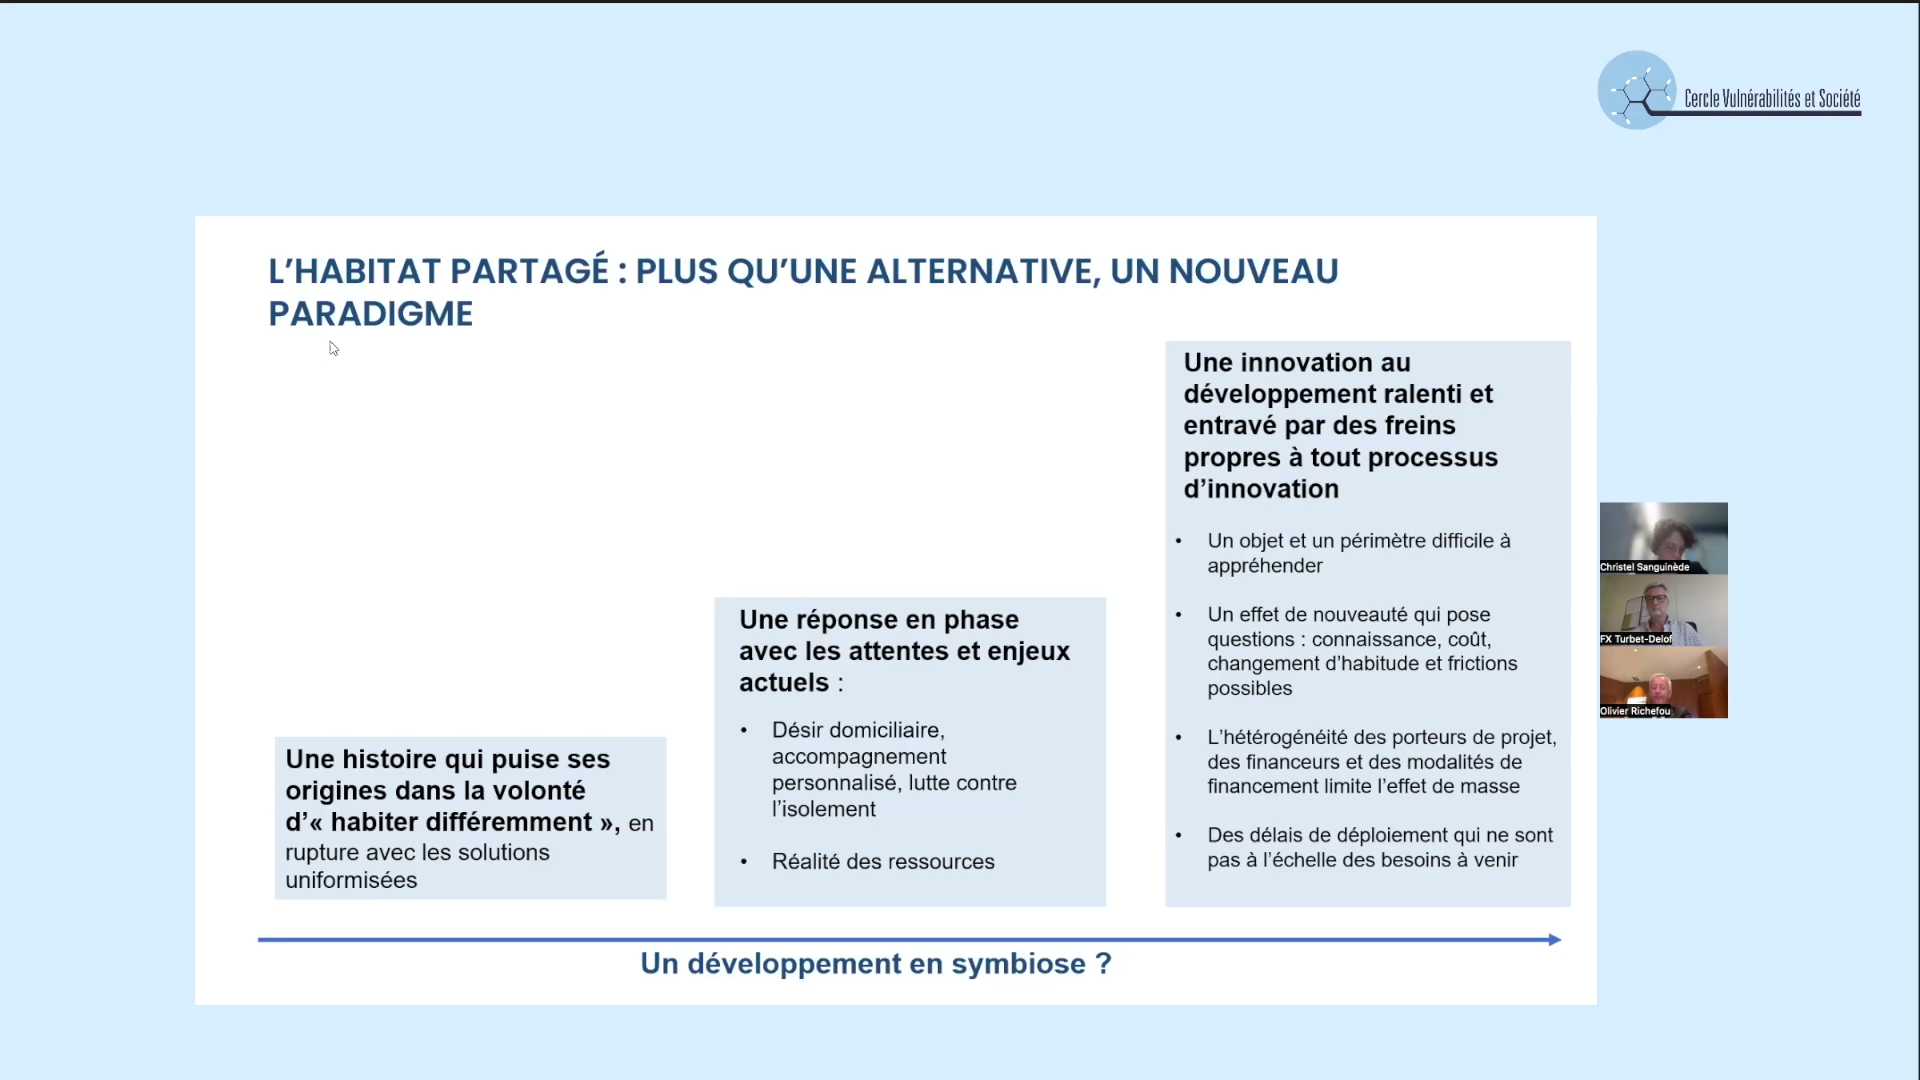 Cercle Vulnérabilités et Société
L’HABITAT PARTAGÉ : PLUS QU’UNE ALTERNATIVE, UN NOUVEAU
PARADIGME
Une histoire qui puise ses
origines dans la volonté
d’« habiter différemment », en
rupture avec les solutions
uniformisées
Une réponse en phase
avec les attentes et enjeux
actuels :
• Désir domiciliaire,
accompagnement
personnalisé, lutte contre
l’isolement
• Réalité des ressources
Une innovation au
développement ralenti et
entravé par des freins
propres à tout processus
d’innovation
• Un objet et un périmètre difficile à
appréhender
• Un effet de nouveauté qui pose
questions : connaissance, coût,
changement d’habitude et frictions
possibles
• L’hétérogénéité des porteurs de projet,
des financeurs et des modalités de
financement limite l’effet de masse
• Des délais de déploiement qui ne sont
pas à l’échelle des besoins à venir
Un développement en symbiose ?
Christel Sanguinède
FX Turbet-Delof
Olivier Richefou